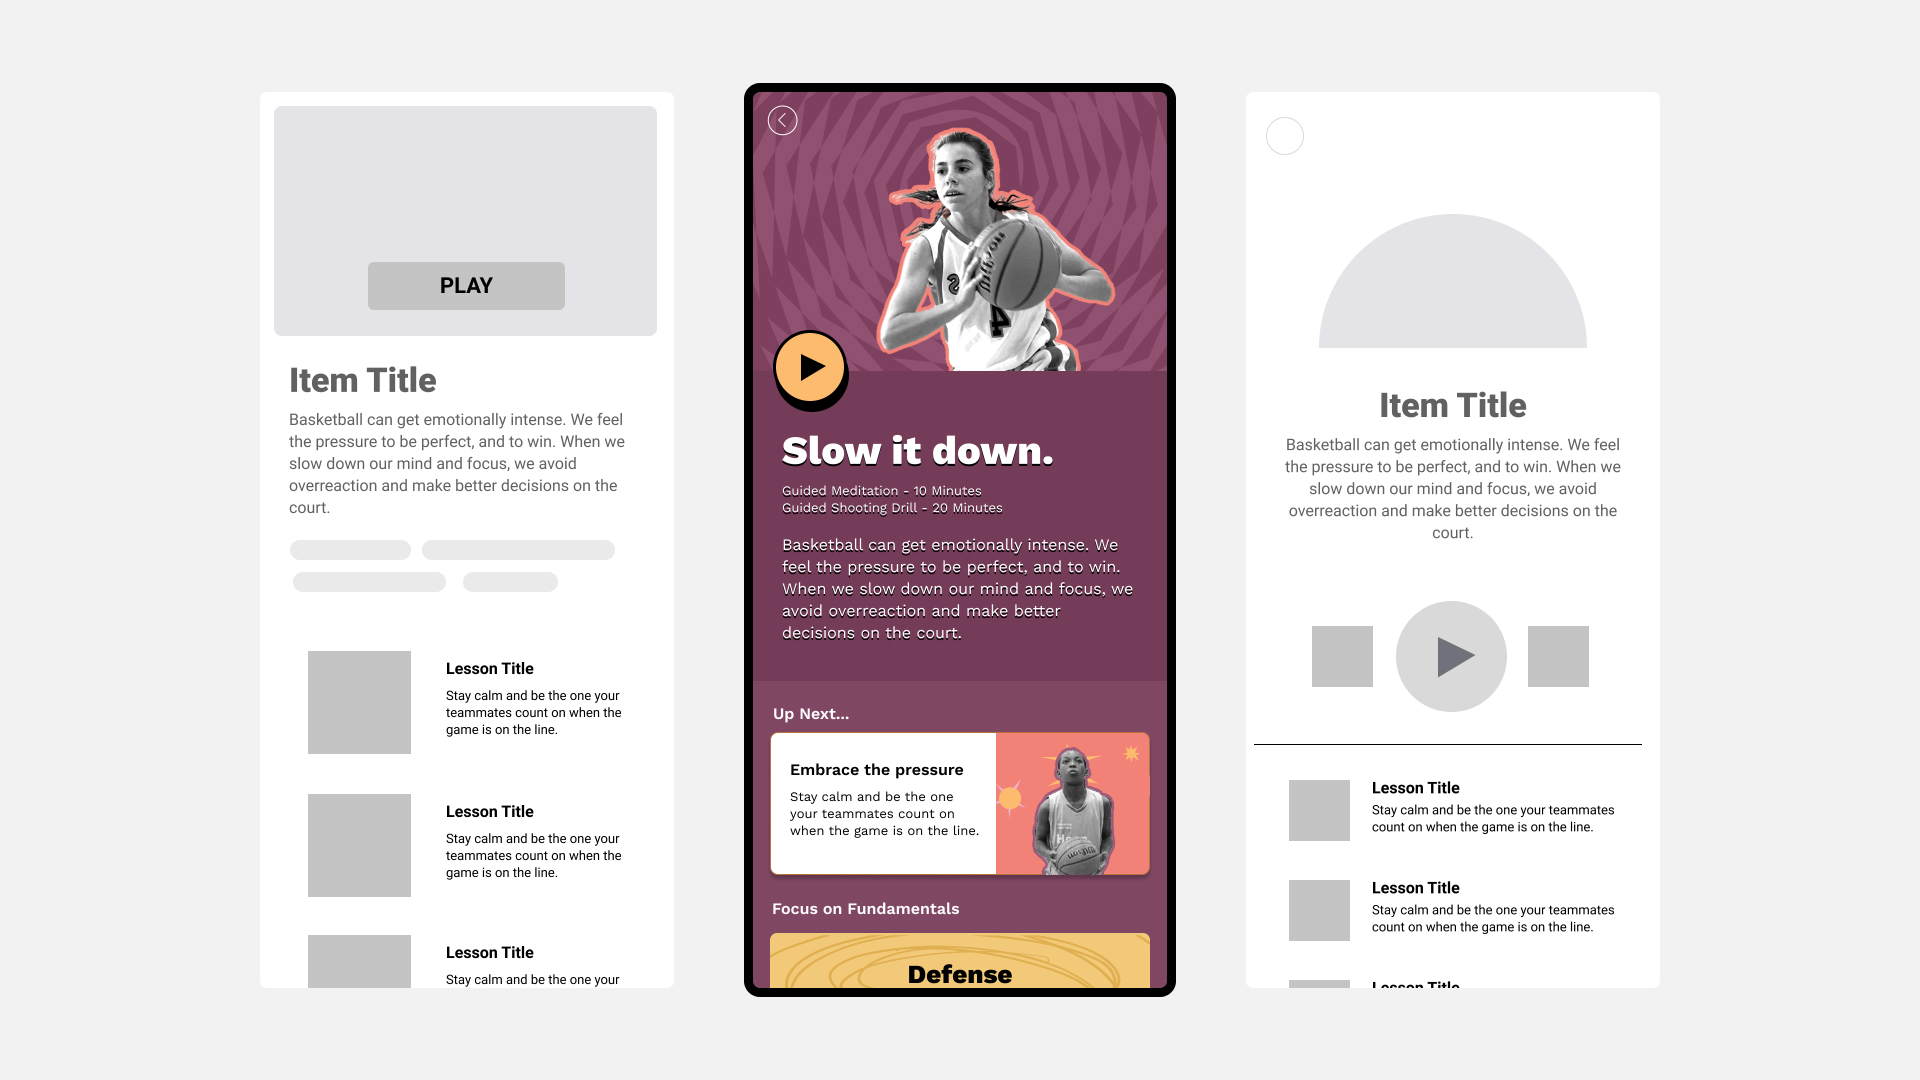 PLAY
Item Title
Basketball can get emotionally intense. We feel
the pressure to be perfect, and to win. When we
slow down our mind and focus, we avoid
overreaction and make better decisions on the
court.
Lesson Title
Stay calm and be the one your
teammates count on when the
game is on the line.
Lesson Title
Stay calm and be the one your
teammates count on when the
game is on the line.
Lesson Title
Stay calm and be the one your
4
Slow it down.
Guided Meditation - 10 Minutes
Guided Shooting Drill - 20 Minutes
Basketball can get emotionally intense. We
feel the pressure to be perfect, and to win.
When we slow down our mind and focus, we
avoid overreaction and make better
decisions on the court.
Up Next...
Embrace the pressure
Stay calm and be the one
your teammates count on
when the game is on the line.
Wilson
Focus on Fundamentals
Defense
Item Title
Basketball can get emotionally intense. We feel
the pressure to be perfect, and to win. When we
slow down our mind and focus, we avoid
overreaction and make better decisions on the
court.
Lesson Title
Stay calm and be the one your teammates
count on when the game is on the line.
Lesson Title
Stay calm and be the one your teammates
count on when the game is on the line.
Lesson Title